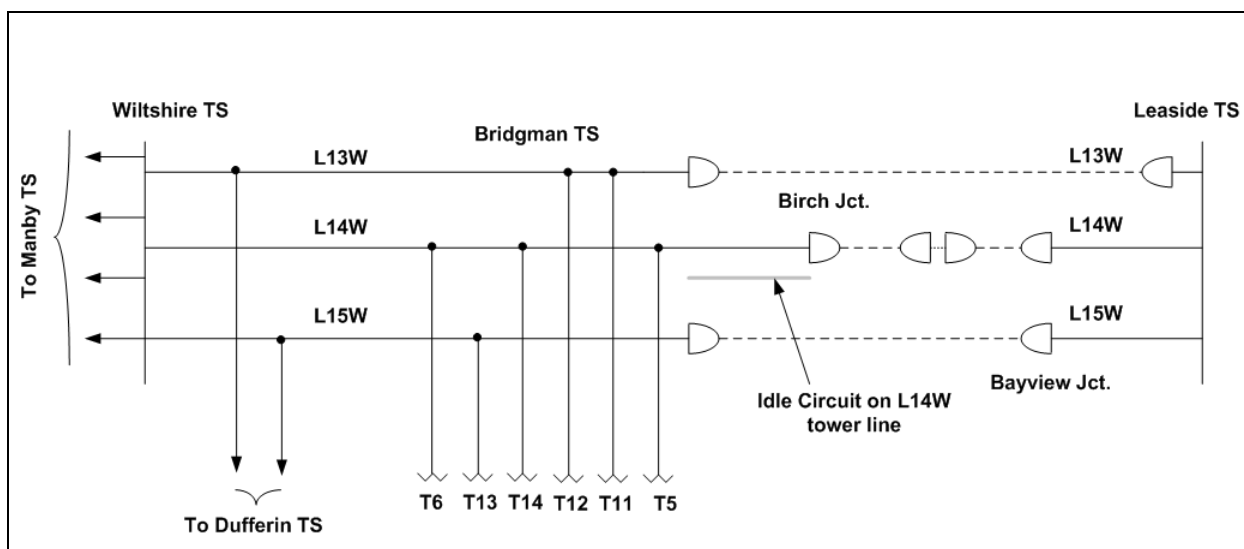 Wiltshire TS
Leaside TS
Bridgman TS
L13W
L13W
Birch Jct.
To Manby TS
L14W
L14W
L15W
L15W
Bayview Jct.
Idle Circuit on L14W
tower line
T6
T13
T14
T12
T11
T5
To Dufferin TS